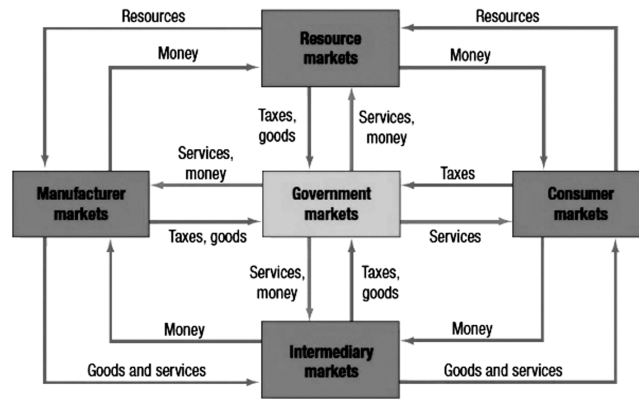 Resources
Resources
Resource
markets
Money
Money
Taxes,
goods
Services,
money
Services,
money
Taxes
Manufacturer
markets
Government
markets
Consumer
markets
Taxes, goods
Services
Services,
money
Taxes,
goods
Money
Money
Intermediary
markets
Goods and services
Goods and services